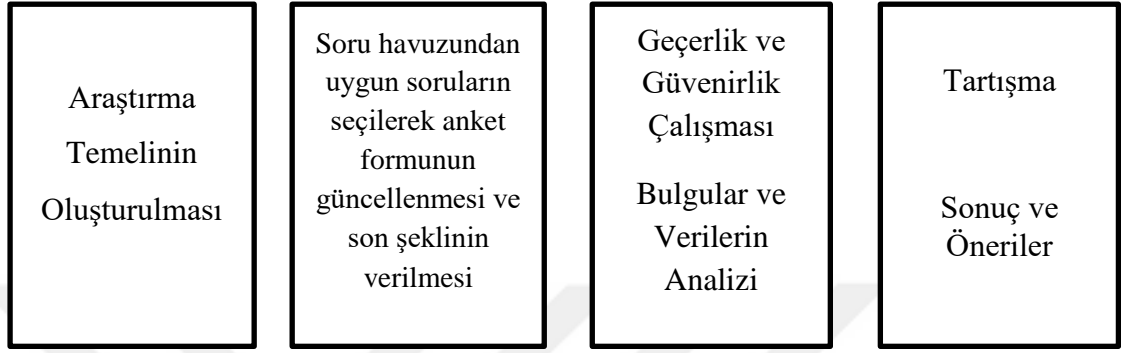 Araştırma
Temelinin
Oluşturulması
Soru havuzundan
uygun soruların
seçilerek anket
formunun
güncellenmesi ve
son şeklinin
verilmesi
Geçerlik ve
Güvenirlik
Çalışması
Bulgular ve
Verilerin
Analizi
Tartışma
Sonuç ve
Öneriler